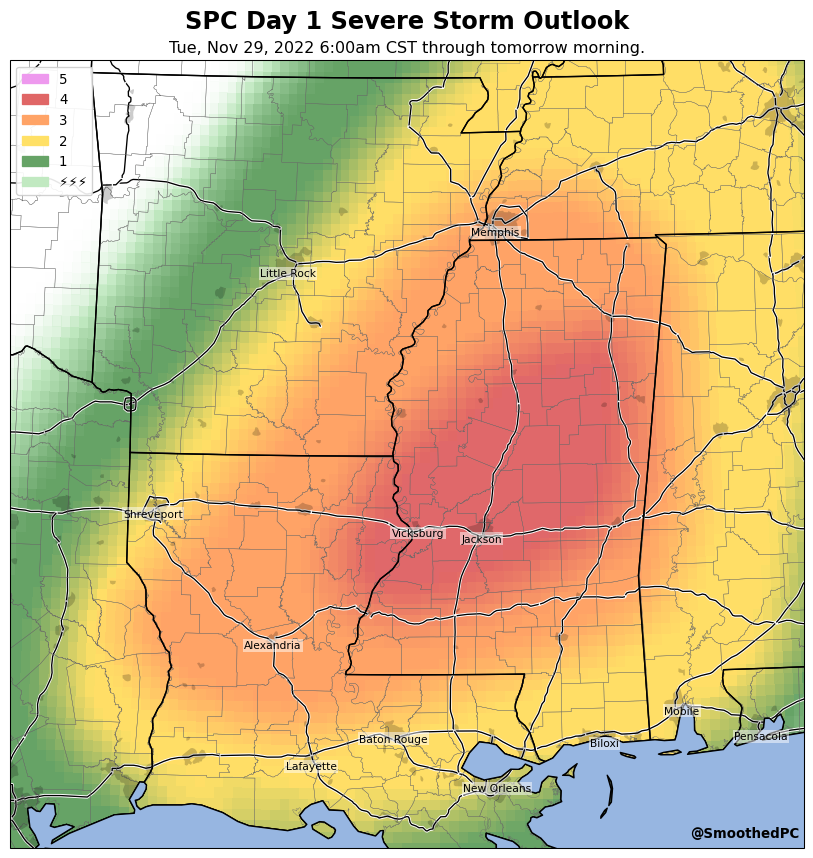 SPC Day 1 Severe Storm Outlook
Tue, Nov 29, 2022 6:00am CST through tomorrow morning.
5
4
3
2
1
⚡⚡⚡
Memphis
Little Rock
Shreveport
Vicksburg
Jackson
Alexandria
Mobile
Pensacola
Baton Rouge
Biloxi
Lafayette
New Orleans
@SmoothedPC